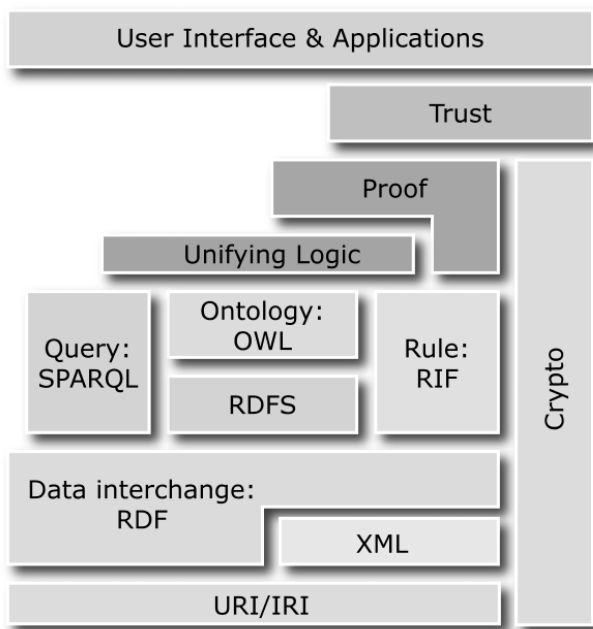 User Interface & Applications
Trust
Proof
Unifying Logic
Query:
SPARQL
Ontology:
OWL
RDFS
Rule:
RIF
Crypto
Data interchange:
RDF
XML
URI/IRI